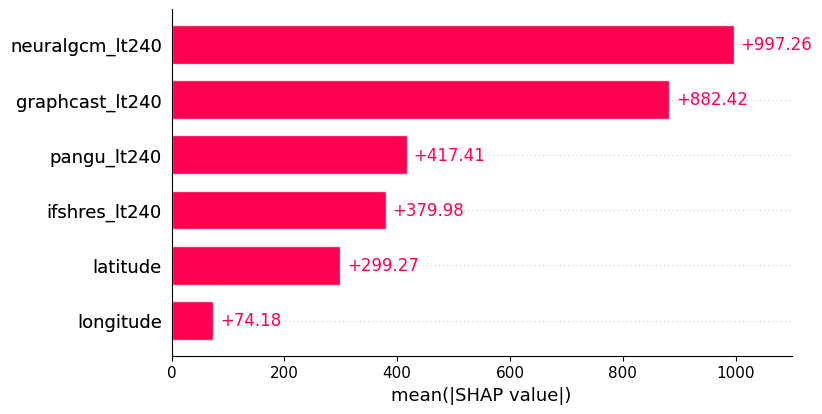 neuralgcm_lt240 +997.26
graphcast_lt240 +882.42
pangu_lt240 +417.41
ifshres_lt240 +379.98
latitude +299.27
longitude +74.18
0 200 400 600 800 1000
mean(|SHAP value|)